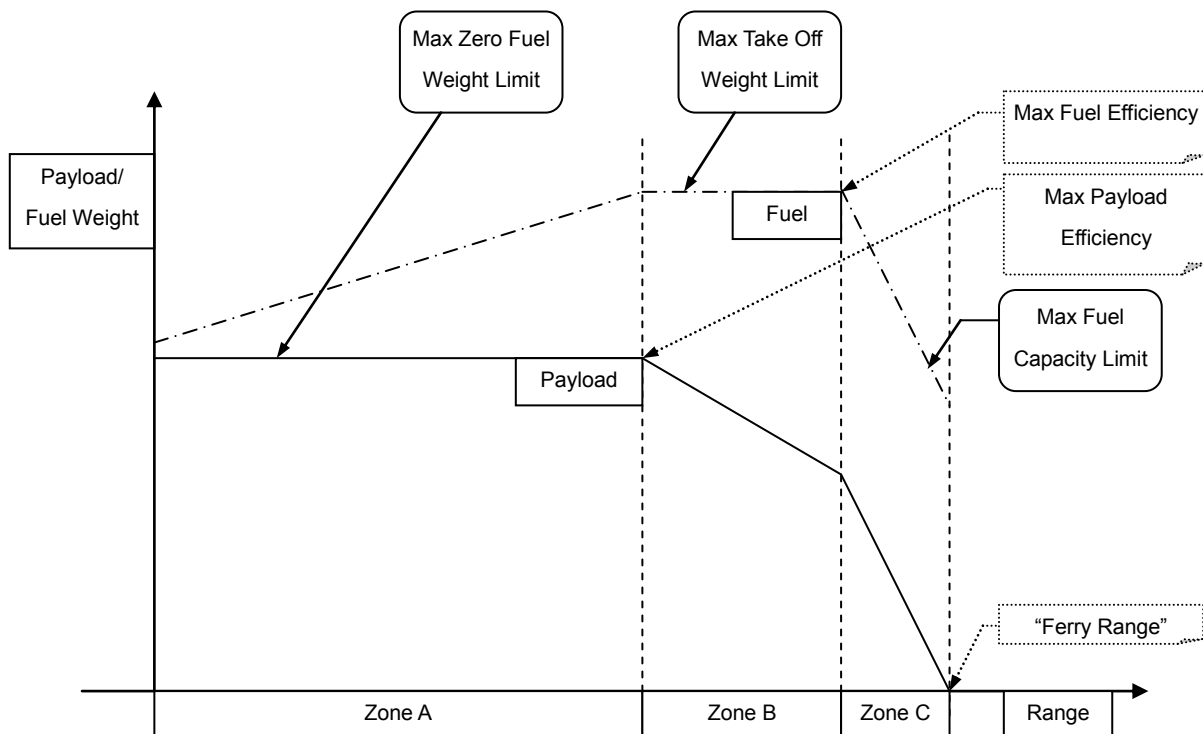 Max Zero Fuel
Weight Limit
Max Take Off
Weight Limit
Max Fuel Efficiency
Payload/
Fuel Weight
Max Payload
Efficiency
Fuel
Max Fuel
Capacity Limit
Payload
“Ferry Range”
Zone A
Zone B
Zone C
Range